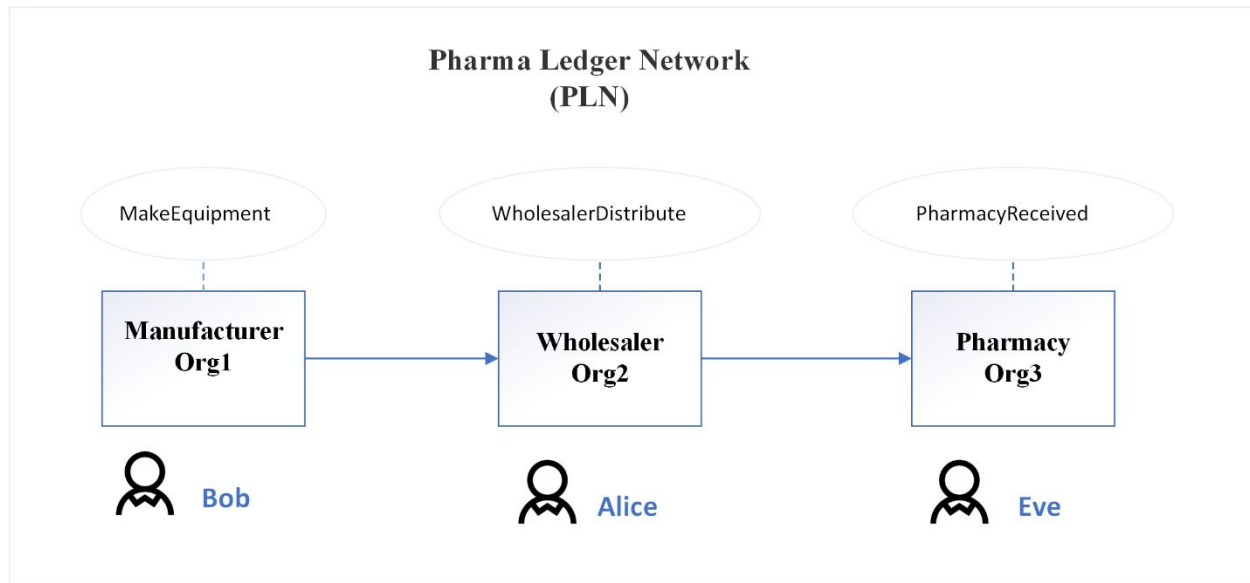 Pharma Ledger Network
(PLN)
MakeEquipment
WholesalerDistribute
PharmacyReceived
Manufacturer
Org1
Wholesaler
Org2
Pharmacy
Org3
Bob
Alice
Eve